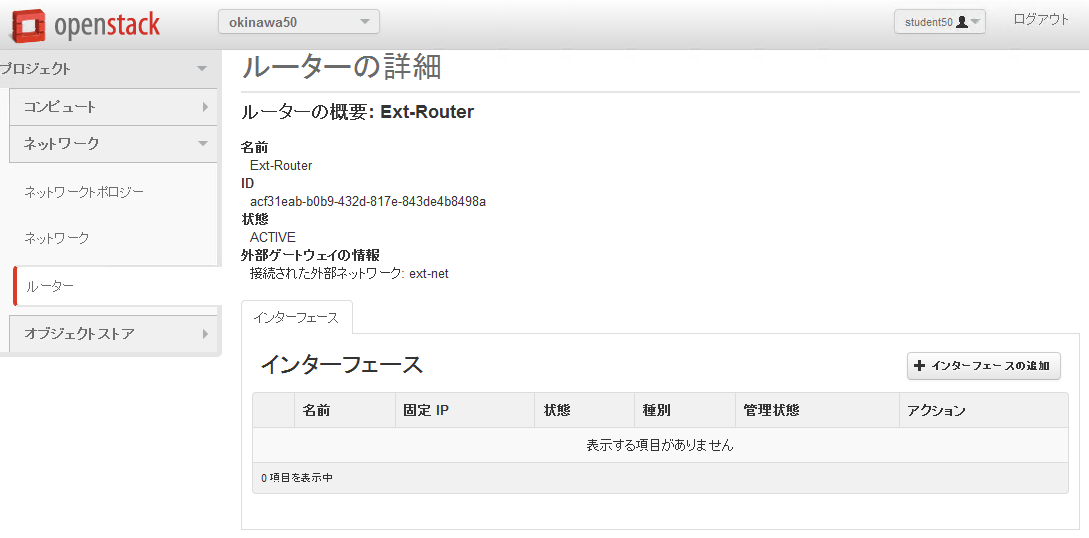 openstack
okinawa50
student50
ログアウト
プロジェクト
コンピュート
ネットワーク
ネットワークトポロジー
ネットワーク
ルーター
オブジェクトストア
ルーターの詳細
ルーターの概要: Ext-Router
名前
Ext-Router
ID
acf31eab-b0b9-432d-817e-843de4b8498a
状態
ACTIVE
外部ゲートウェイの情報
接続された外部ネットワーク: ext-net
インターフェース
インターフェース
インターフェースの追加
名前 固定 IP 状態 種別 管理状態 アクション
表示する項目がありません
0 項目を表示中